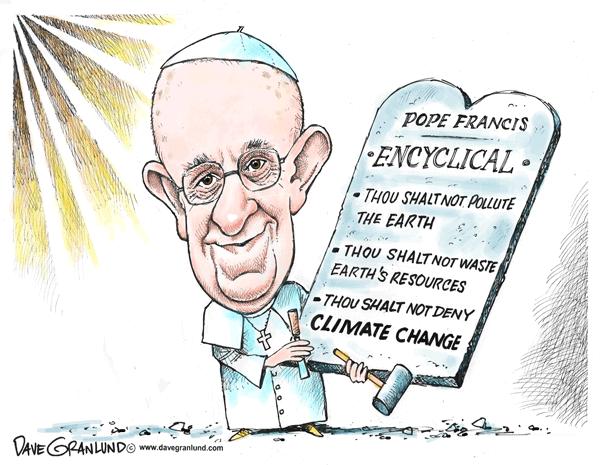 POPE FRANCIS
• ENCYCLICAL •
• THOU SHALT NOT POLLUTE
THE EARTH
• THOU SHALT NOT WASTE
EARTH'S RESOURCES
• THOU SHALT NOT DENY
CLIMATE CHANGE
DAVE GRANLUND © www.davegranlund.com